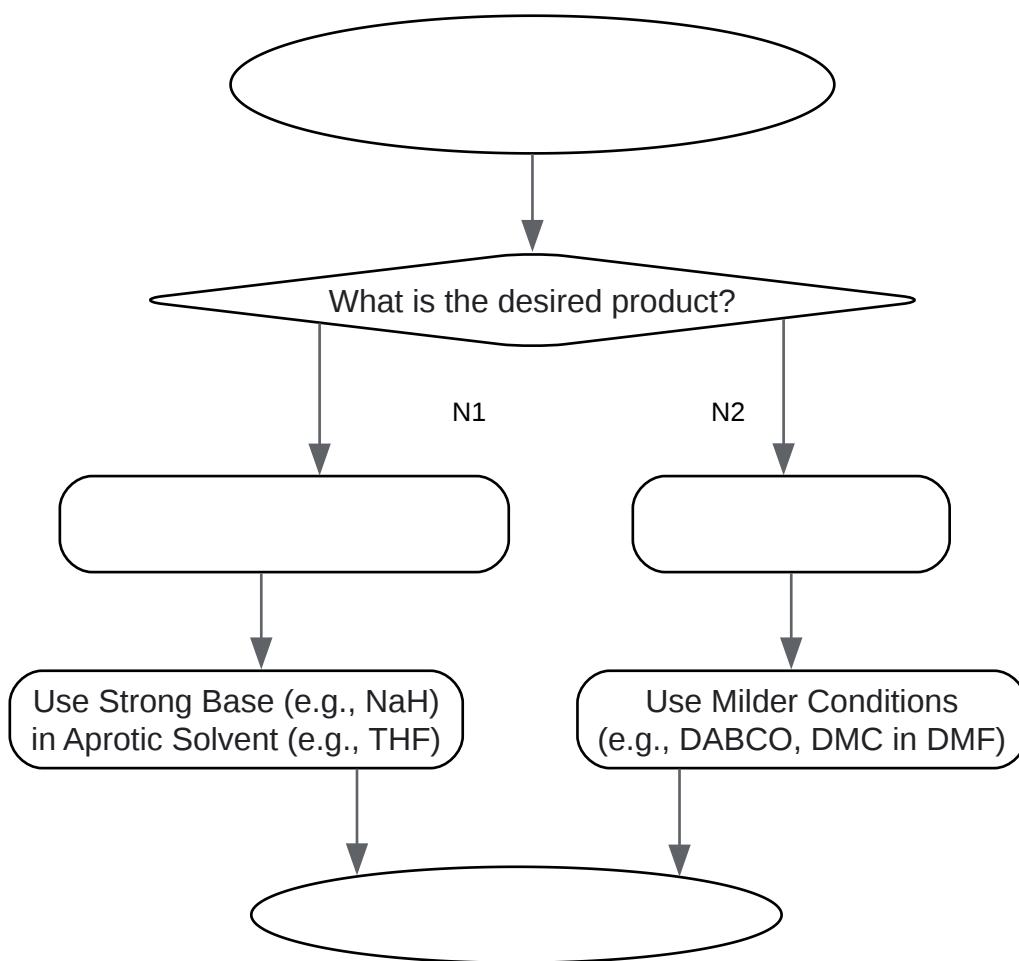 What is the desired product?
N1
N2
Use Strong Base (e.g., NaH)
in Aprotic Solvent (e.g., THF)
Use Milder Conditions
(e.g., DABCO, DMC in DMF)